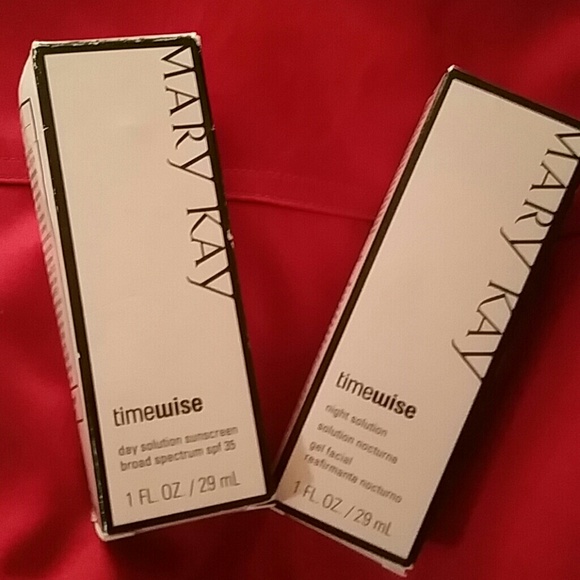 MARY KAY
timewise
day solution sunscreen
broad spectrum spf 35
1 FL. OZ. / 29 mL
MARY KAY
timewise
night solution
solution nocturne
gel facial
reafirmante nocturno
1 FL. OZ. / 29 mL